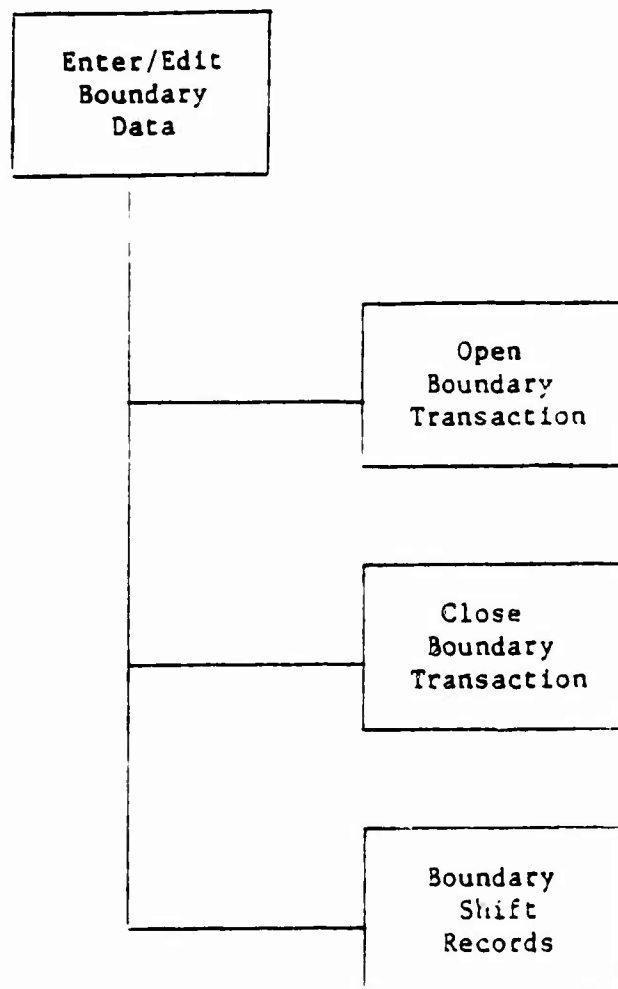 Enter/Edit
Boundary
Data
Open
Boundary
Transaction
Close
Boundary
Transaction
Boundary
Shift
Records